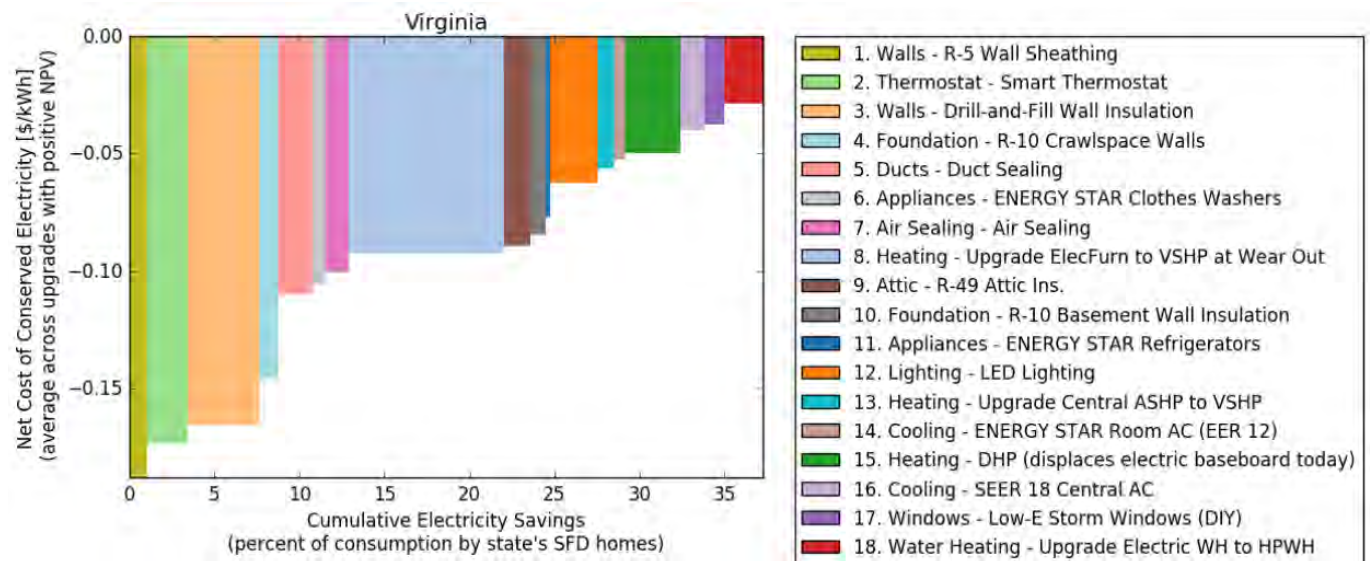 Virginia
Net Cost of Conserved Electricity [$/kWh]
(average across upgrades with positive NPV)
0.00
−0.05
−0.10
−0.15
0 5 10 15 20 25 30 35
Cumulative Electricity Savings
(percent of consumption by state's SFD homes)
1. Walls - R-5 Wall Sheathing
2. Thermostat - Smart Thermostat
3. Walls - Drill-and-Fill Wall Insulation
4. Foundation - R-10 Crawlspace Walls
5. Ducts - Duct Sealing
6. Appliances - ENERGY STAR Clothes Washers
7. Air Sealing - Air Sealing
8. Heating - Upgrade ElecFurn to VSHP at Wear Out
9. Attic - R-49 Attic Ins.
10. Foundation - R-10 Basement Wall Insulation
11. Appliances - ENERGY STAR Refrigerators
12. Lighting - LED Lighting
13. Heating - Upgrade Central ASHP to VSHP
14. Cooling - ENERGY STAR Room AC (EER 12)
15. Heating - DHP (displaces electric baseboard today)
16. Cooling - SEER 18 Central AC
17. Windows - Low-E Storm Windows (DIY)
18. Water Heating - Upgrade Electric WH to HPWH